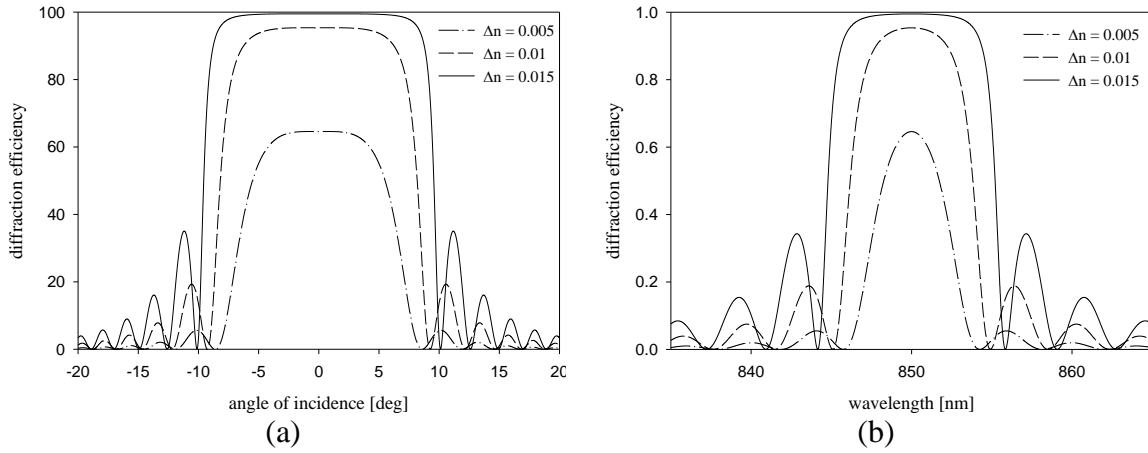 100
80
60
40
20
0
-20 -15 -10 -5 0 5 10 15 20
diffraction efficiency
angle of incidence [deg]
Δn = 0.005
Δn = 0.01
Δn = 0.015
(a)
1.0
0.8
0.6
0.4
0.2
0.0
840 850 860
diffraction efficiency
wavelength [nm]
Δn = 0.005
Δn = 0.01
Δn = 0.015
(b)